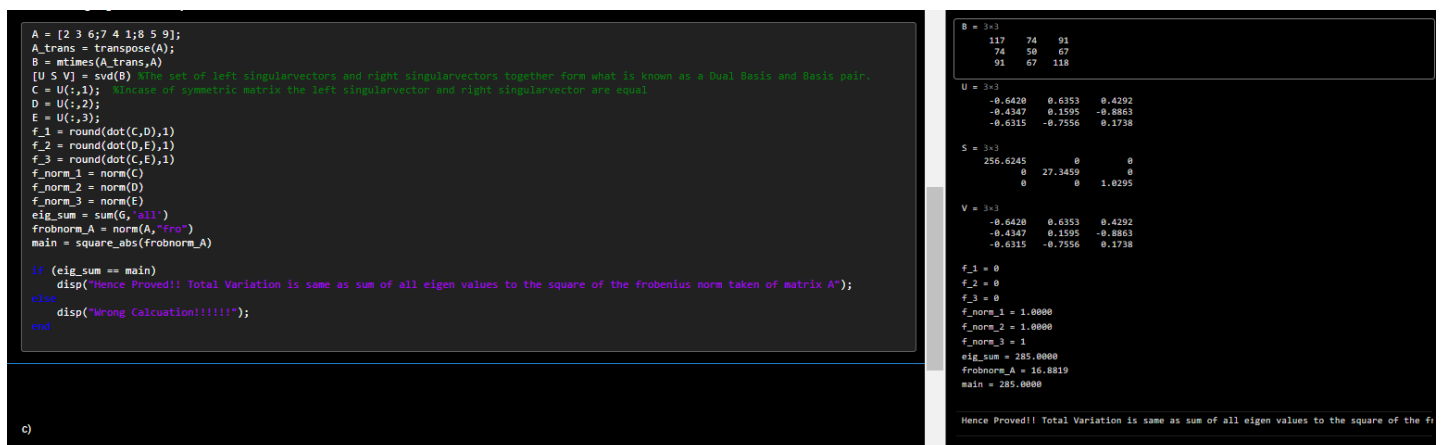 A = [2 3 6;7 4 1;8 5 9];
A_trans = transpose(A);
B = mtimes(A_trans,A)
[U S V] = svd(B) %The set of left singularvectors and right singularvectors together form what is known as a Dual Basis and Basis pair.
C = U(:,1);  %Incase of symmetric matrix the left singularvector and right singularvector are equal
D = U(:,2);
E = U(:,3);
f_1 = round(dot(C,D),1)
f_2 = round(dot(D,E),1)
f_3 = round(dot(C,E),1)
f_norm_1 = norm(C)
f_norm_2 = norm(D)
f_norm_3 = norm(E)
eig_sum = sum(G,'all')
frobnorm_A = norm(A,"fro")
main = square_abs(frobnorm_A)
if (eig_sum == main)
disp("Hence Proved!! Total Variation is same as sum of all eigen values to the square of the frobenius norm taken of matrix A");
else
disp("Wrong Calcuation!!!!!!");
end
c)
B = 3×3
117 74 91
74 50 67
91 67 118
U = 3×3
-0.6420 0.6353 0.4292
-0.4347 0.1595 -0.8863
-0.6315 -0.7556 0.1738
S = 3×3
256.6245 0 0
0 27.3459 0
0 0 1.0295
V = 3×3
-0.6420 0.6353 0.4292
-0.4347 0.1595 -0.8863
-0.6315 -0.7556 0.1738
f_1 = 0
f_2 = 0
f_3 = 0
f_norm_1 = 1.0000
f_norm_2 = 1.0000
f_norm_3 = 1
eig_sum = 285.0000
frobnorm_A = 16.8819
main = 285.0000
Hence Proved!! Total Variation is same as sum of all eigen values to the square of the f